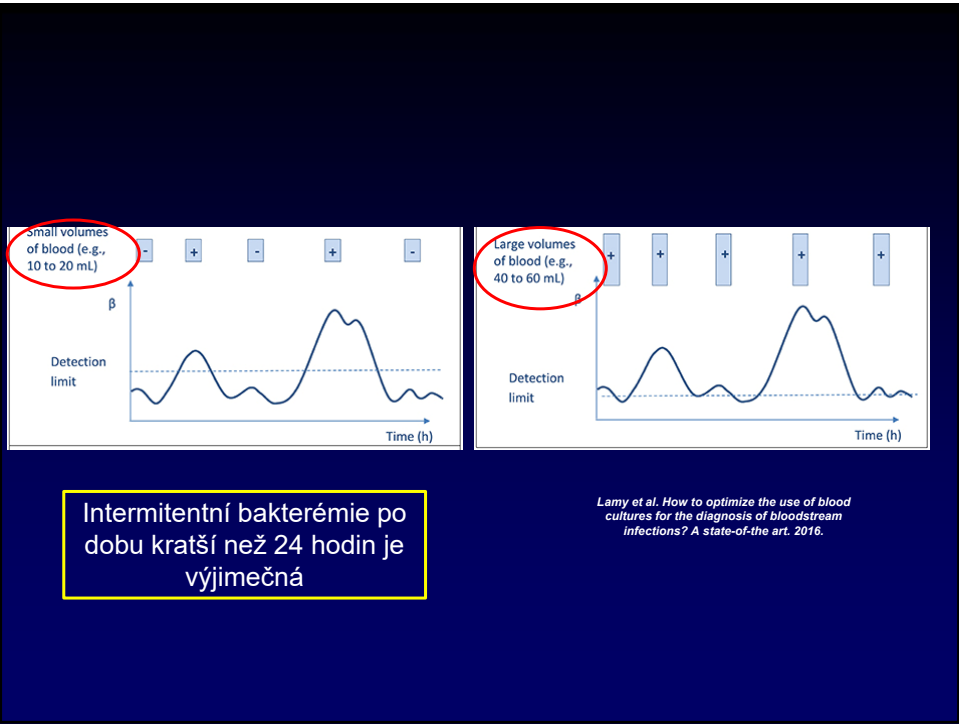 Small volumes
of blood (e.g.,
10 to 20 mL)
- + - + -
β
Detection
limit
Time (h)
Large volumes
of blood (e.g.,
40 to 60 mL)
+ + + + +
β
Detection
limit
Time (h)
Intermitentní bakterémie po
dobu kratší než 24 hodin je
výjimečná
Lamy et al. How to optimize the use of blood
cultures for the diagnosis of bloodstream
infections? A state-of-the art. 2016.